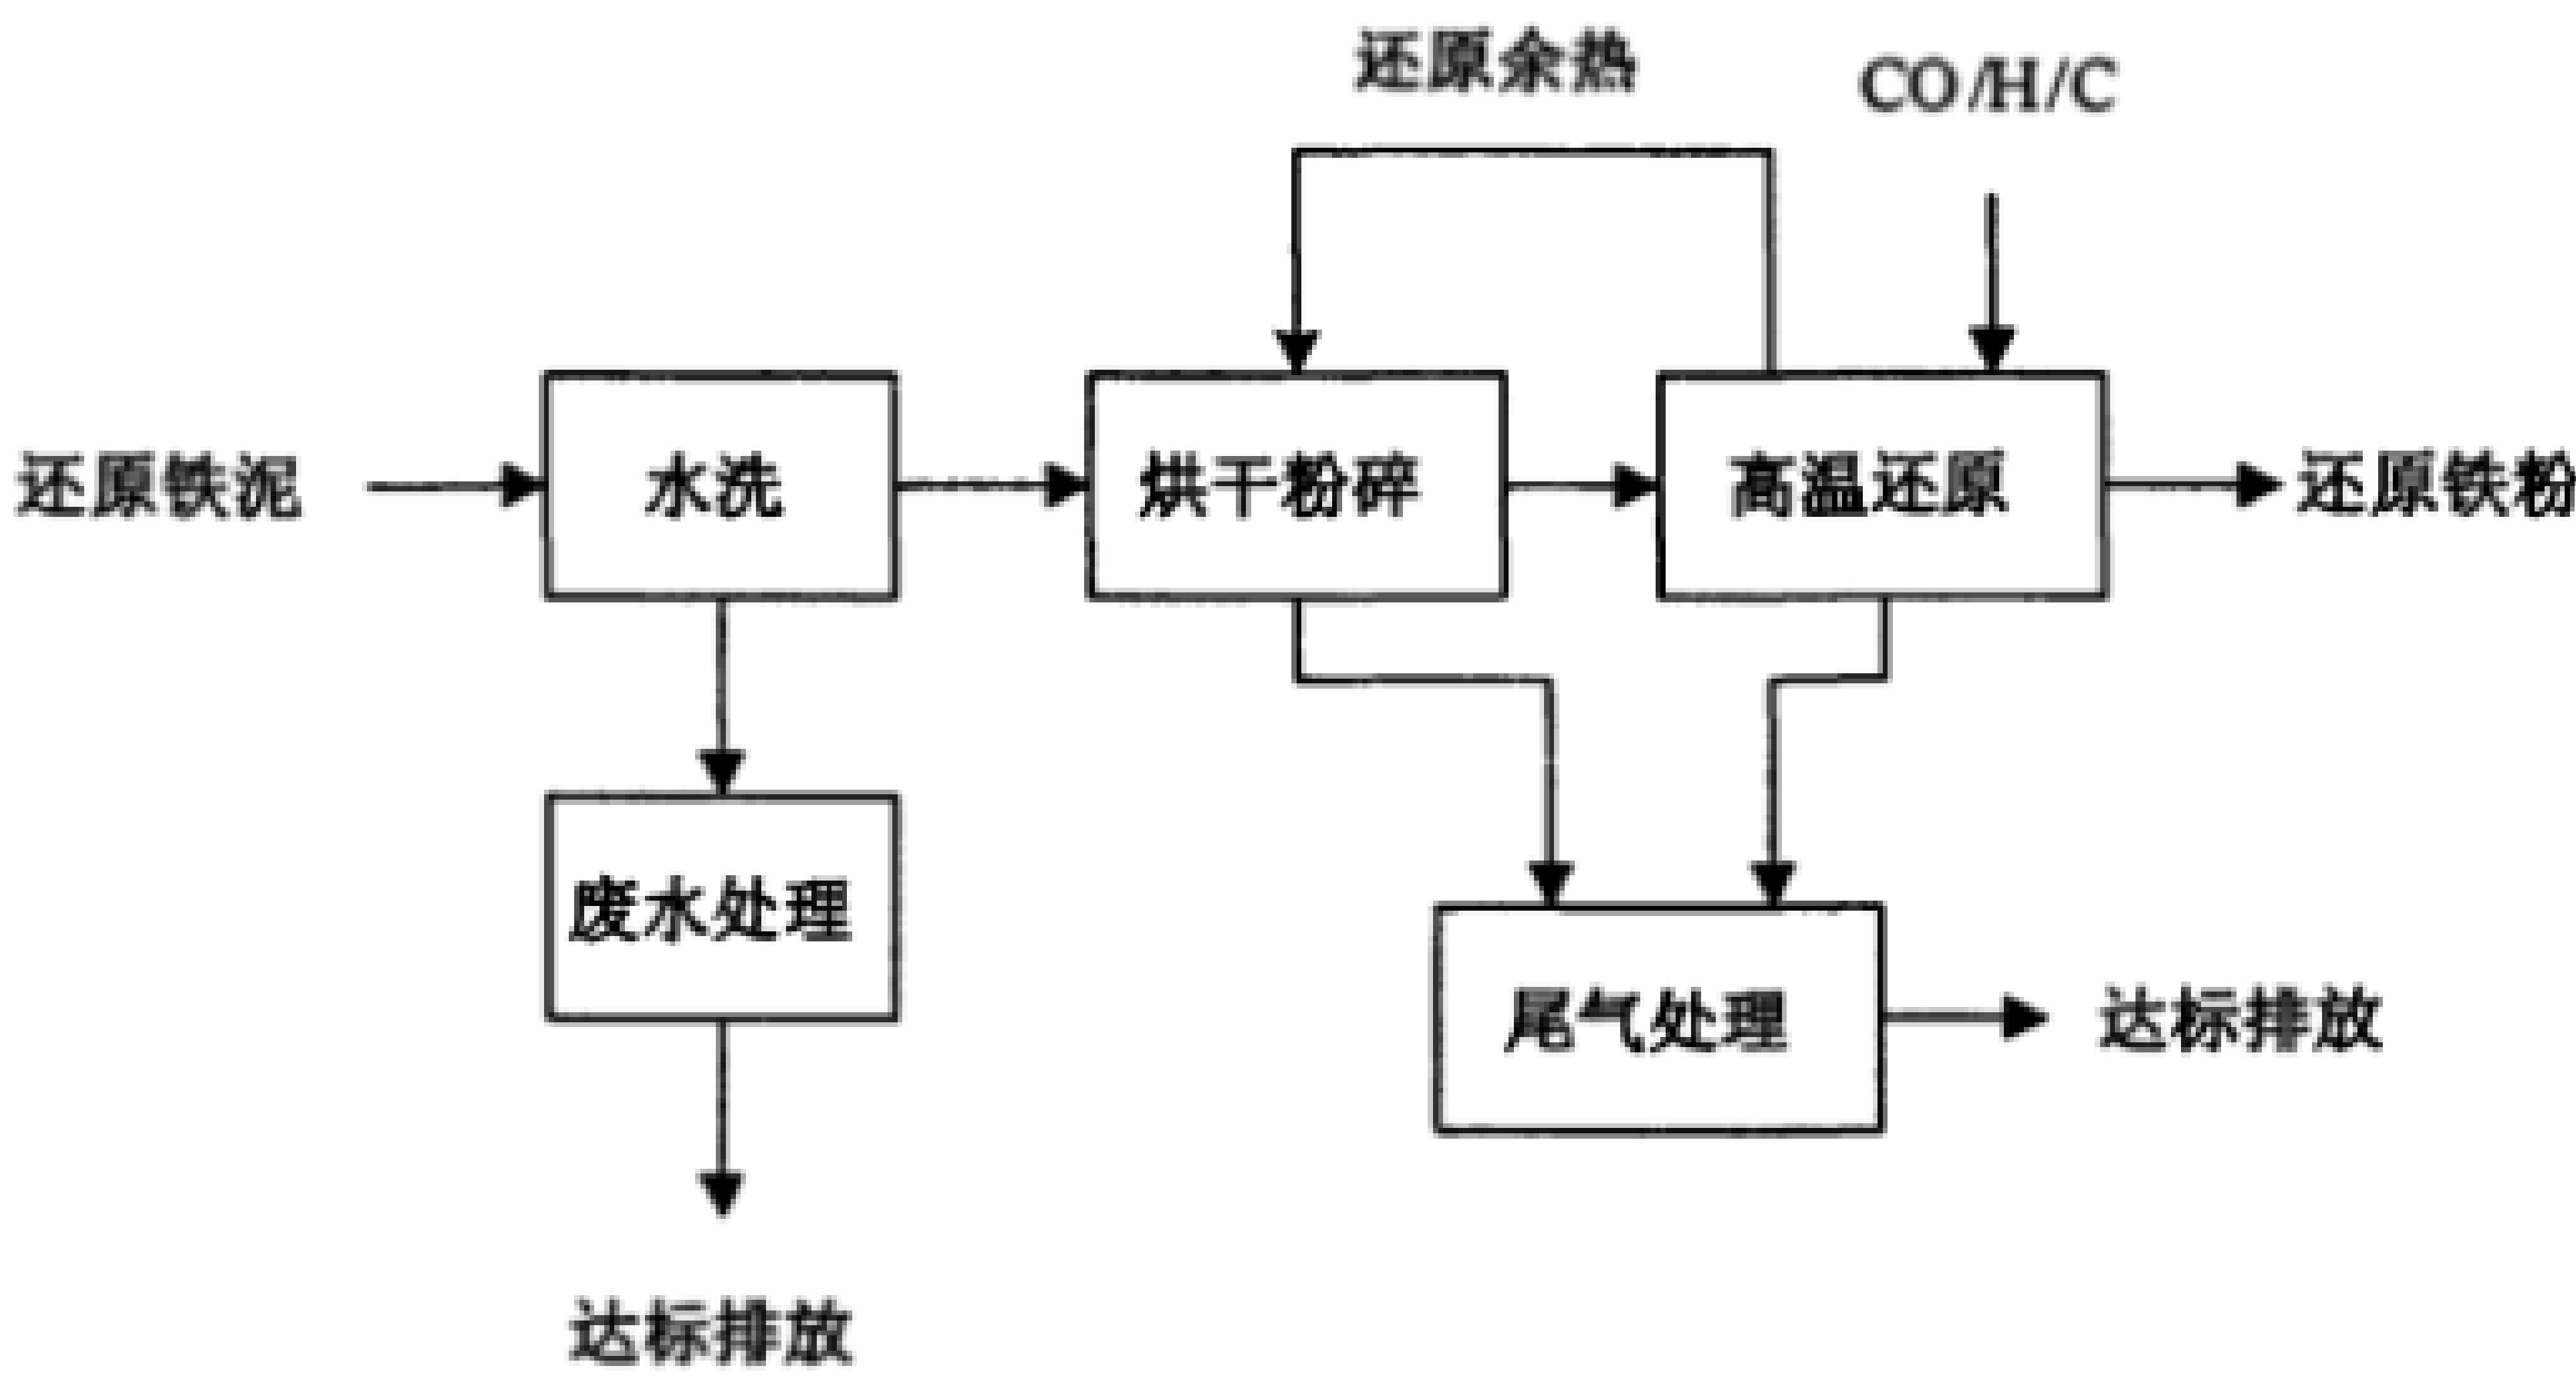 还原余热
CO/H/C
还原铁泥
水洗
烘干粉碎
高温还原
还原铁粉
废水处理
尾气处理
达标排放
达标排放